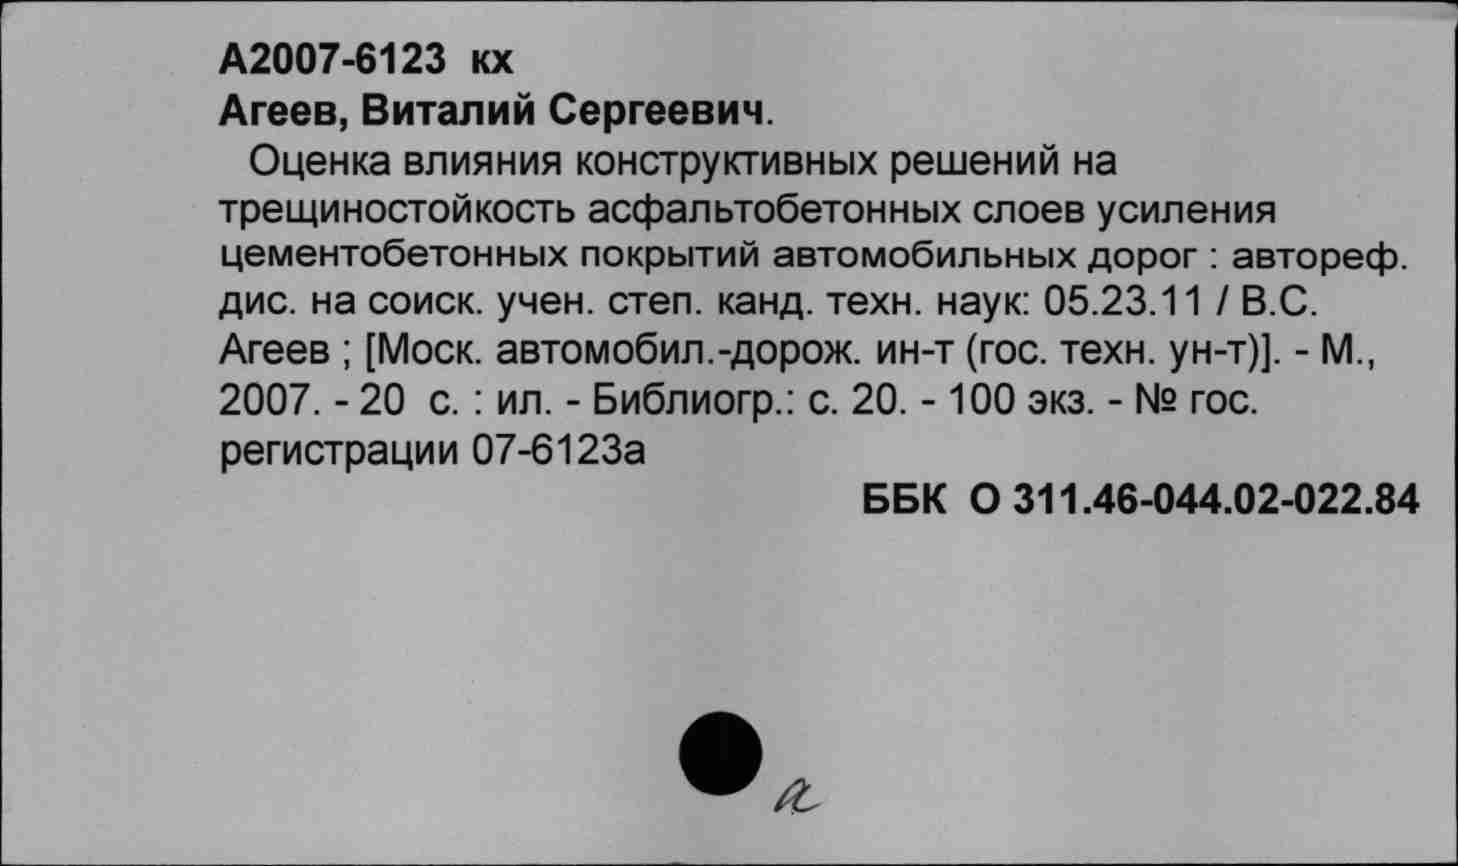 А2007-6123 кх
Агеев, Виталий Сергеевич.
Оценка влияния конструктивных решений на
трещиностойкость асфальтобетонных слоев усиления
цементобетонных покрытий автомобильных дорог : автореф.
дис. на соиск. учен. степ. канд. техн. наук: 05.23.11 / В.С.
Агеев ; [Моск. автомобил.-дорож. ин-т (гос. техн. ун-т)]. - М.,
2007. - 20 с. : ил. - Библиогр.: с. 20. - 100 экз. - № гос.
регистрации 07-6123а
ББК О 311.46-044.02-022.84
а